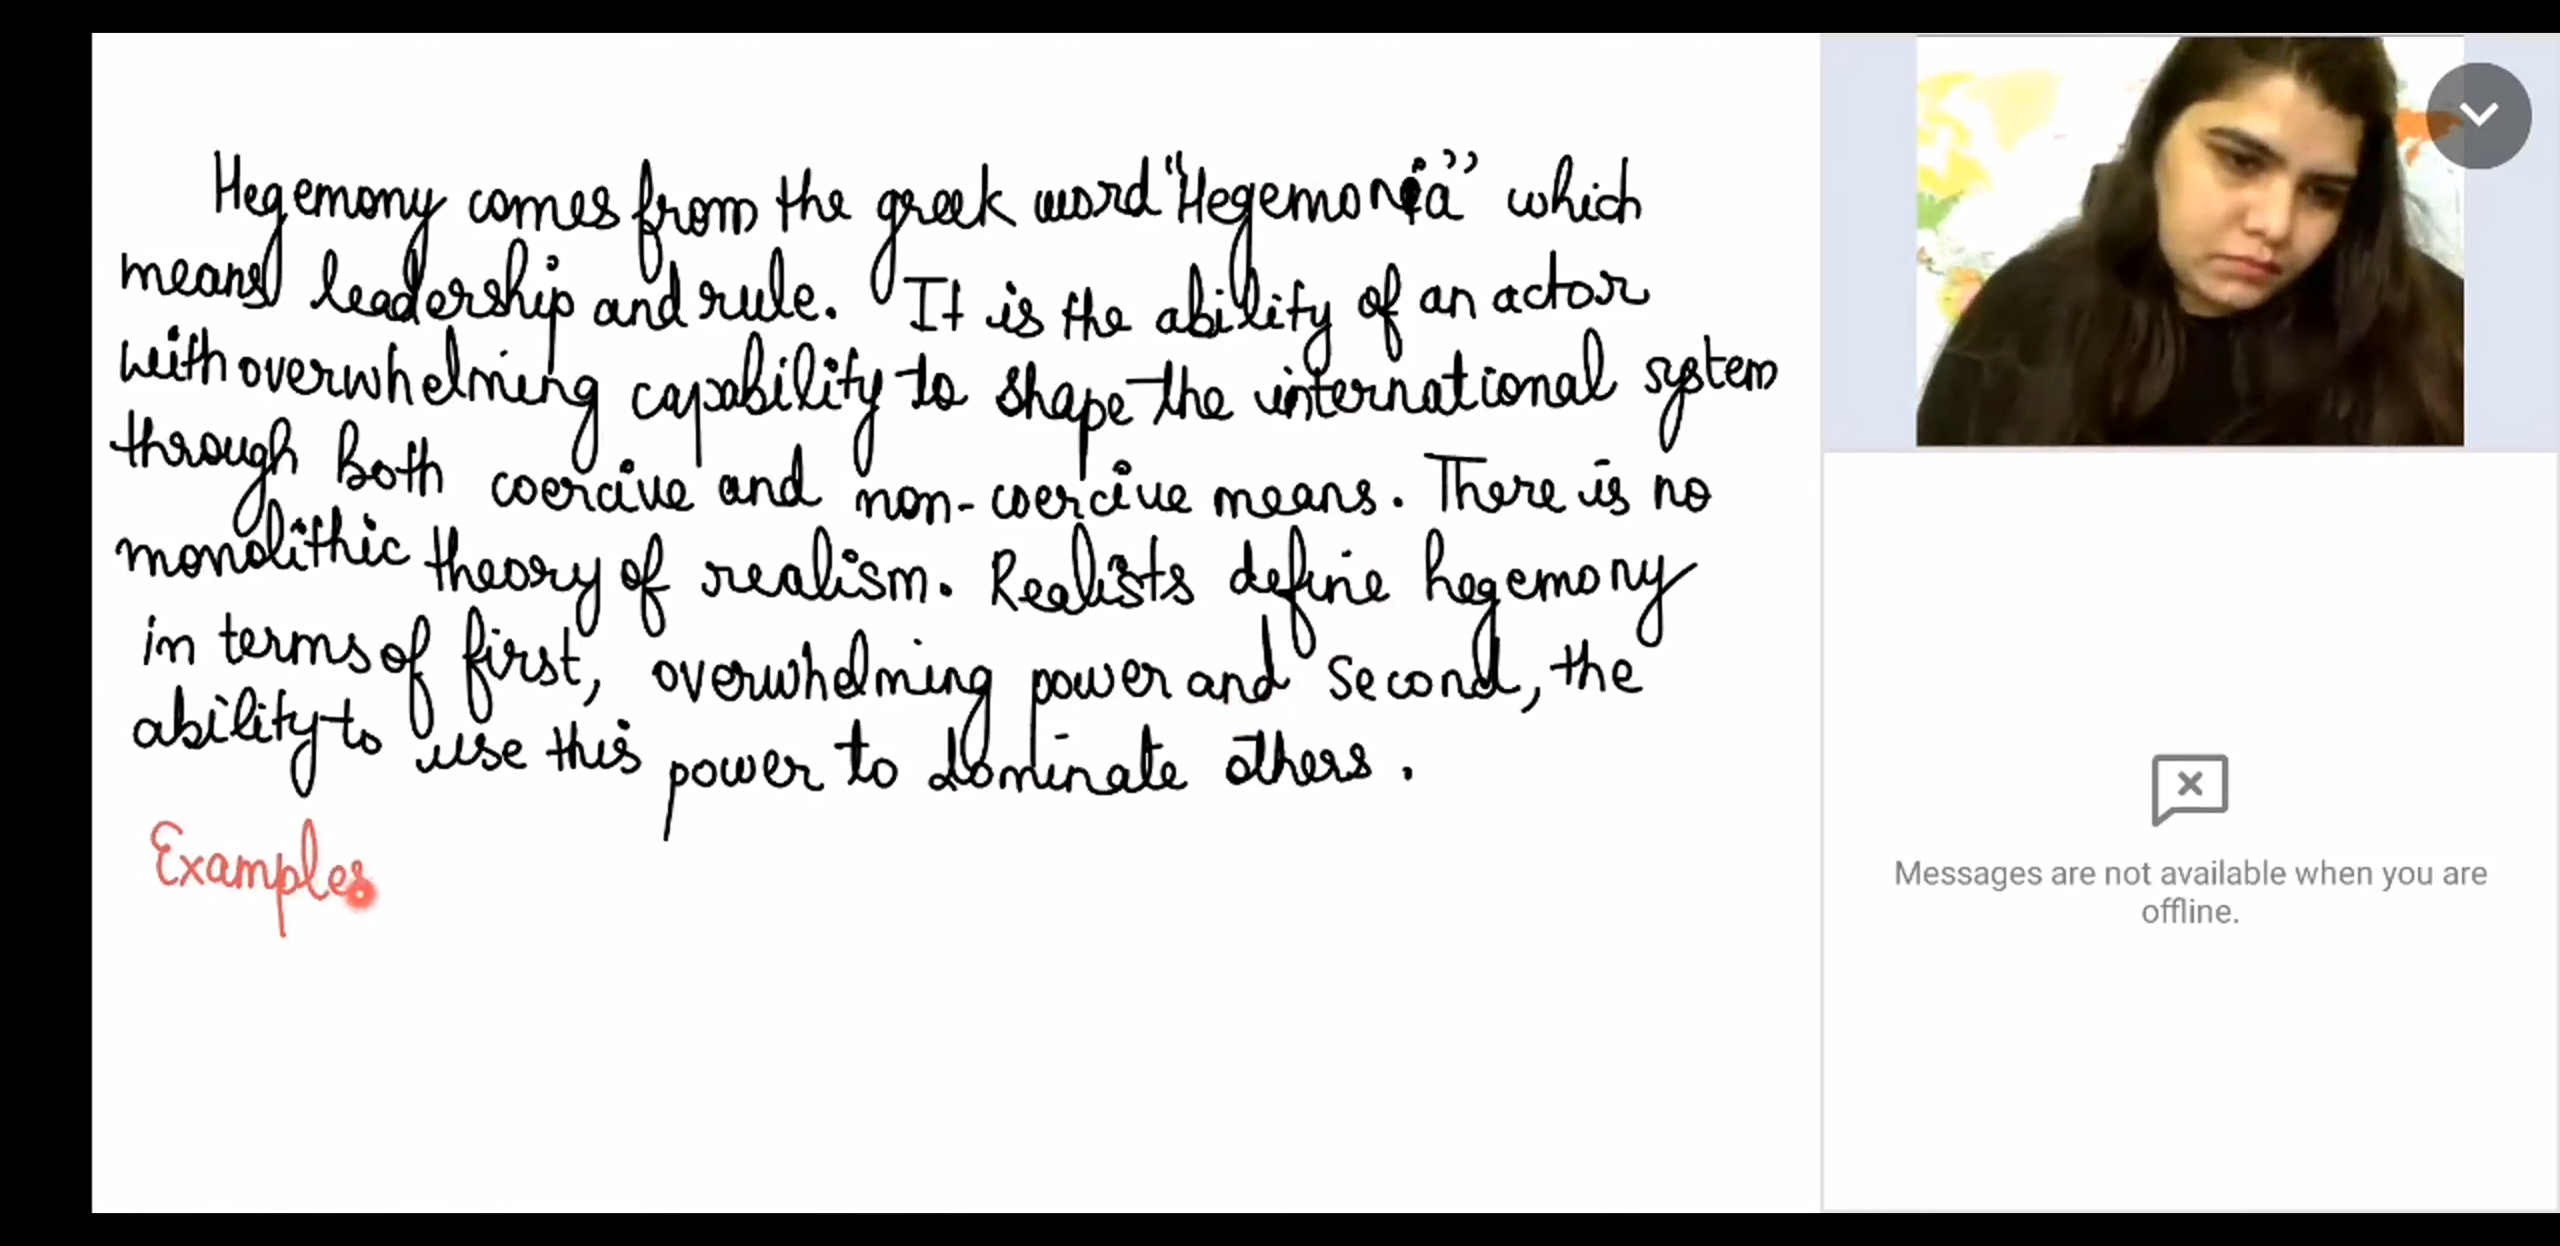 Hegemony comes from the greek word "Hegemonia" which
means leadership and rule. It is the ability of an actor
with overwhelming capability to shape the international system
through both coercive and non-coercive means. There is no
monolithic theory of realism. Realists define hegemony
in terms of first, overwhelming power and second, the
ability to use this power to dominate others.
Examples
Messages are not available when you are
offline.